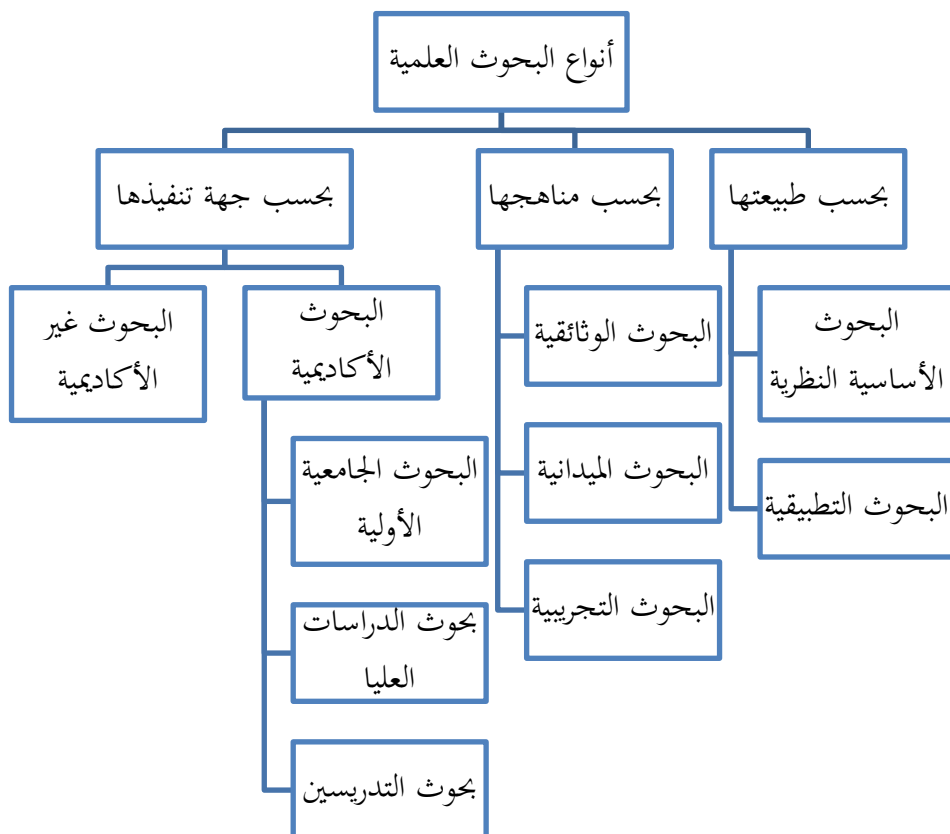 أنواع البحوث العلمية
بحسب طبيعتها
البحوث
الأساسية النظرية
البحوث التطبيقية
بحسب مناهجها
البحوث الوثائقية
البحوث الميدانية
البحوث التجريبية
بحسب جهة تنفيذها
البحوث
الأكاديمية
البحوث الجامعية
الأولية
بحوث الدراسات
العليا
بحوث التدريسين
البحوث غير
الأكاديمية